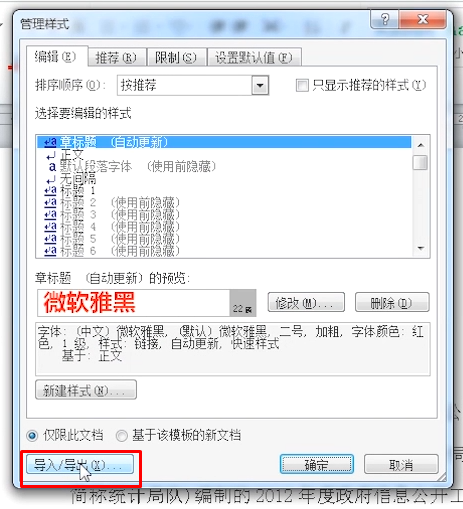 管理样式
编辑(E) 推荐(R) 限制(S) 设置默认值(F)
排序顺序(O): 按推荐 只显示推荐的样式(Y)
选择要编辑的样式
章标题 (自动更新)
正文
默认段落字体 (使用前隐藏)
无间隔
标题 1
标题 2 (使用前隐藏)
标题 3 (使用前隐藏)
标题 4 (使用前隐藏)
标题 5 (使用前隐藏)
标题 6 (使用前隐藏)
章标题 (自动更新)的预览:
微软雅黑 22磅 修改(M)... 删除(D)
字体: (中文) 微软雅黑, (默认) 微软雅黑, 二号, 加粗, 字体颜色: 红
色, 1 级, 样式: 链接, 自动更新, 快速样式
基于: 正文
新建样式(N)...
仅限此文档 基于该模板的新文档
导入/导出(X)... 确定 取消
简称统计局队)编制的 2012 年度政府信息公开工